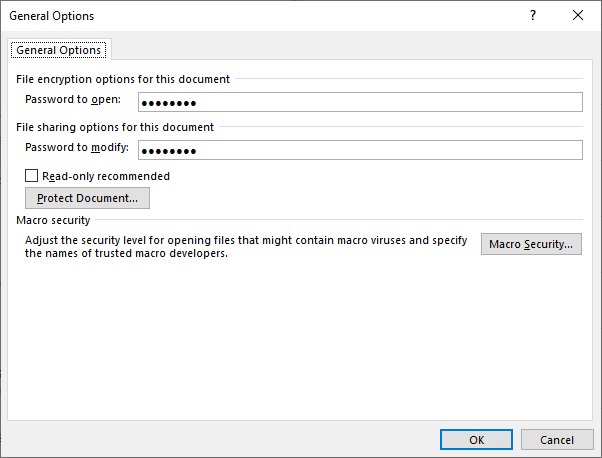 General Options
?
General Options
File encryption options for this document
Password to open: ●●●●●●●●
File sharing options for this document
Password to modify: ●●●●●●●●
Read-only recommended
Protect Document...
Macro security
Adjust the security level for opening files that might contain macro viruses and specify
the names of trusted macro developers.
Macro Security...
OK
Cancel